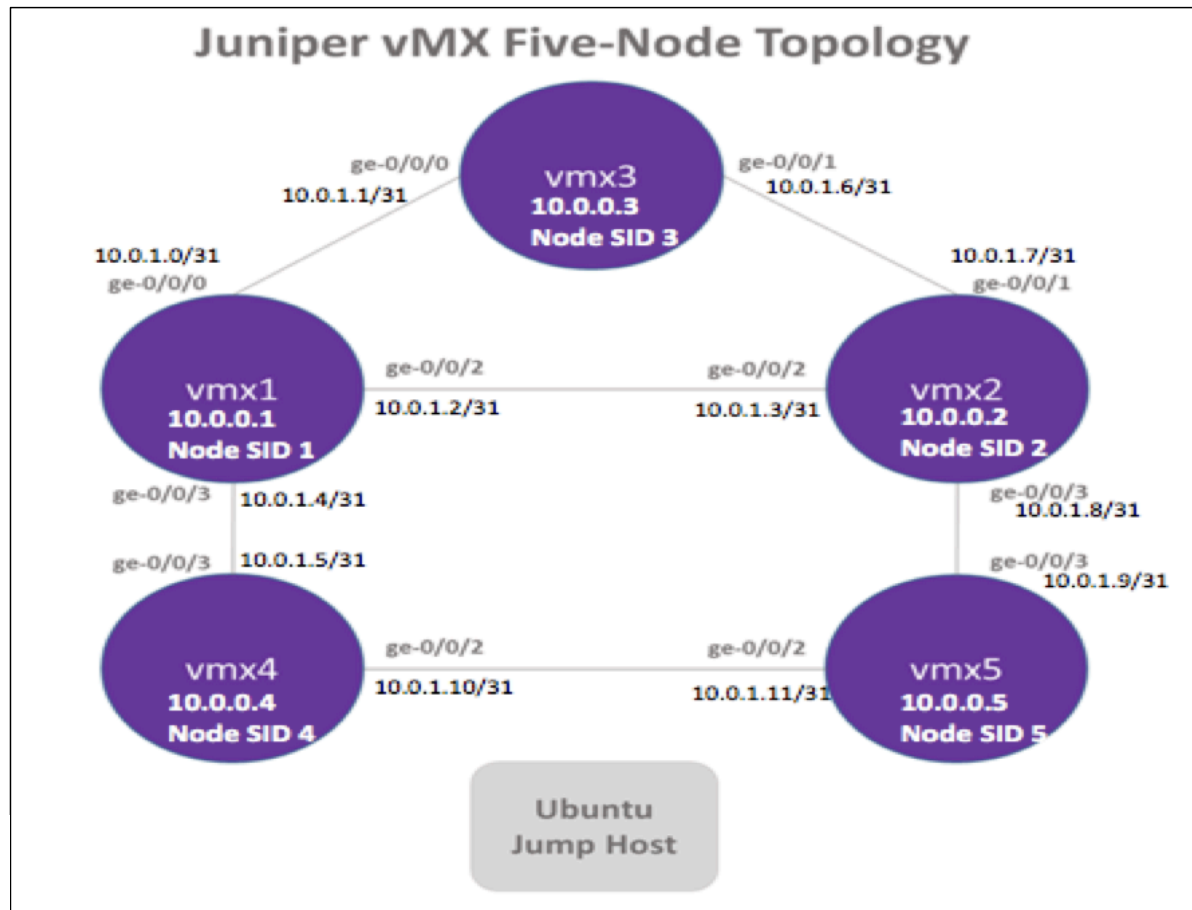 Juniper vMX Five-Node Topology
ge-0/0/0
10.0.1.1/31
vmx3
10.0.0.3
Node SID 3
ge-0/0/1
10.0.1.6/31
10.0.1.0/31
ge-0/0/0
10.0.1.7/31
ge-0/0/1
vmx1
10.0.0.1
Node SID 1
ge-0/0/2
10.0.1.2/31
ge-0/0/2
10.0.1.3/31
vmx2
10.0.0.2
Node SID 2
ge-0/0/3
10.0.1.4/31
ge-0/0/3
10.0.1.8/31
ge-0/0/3
10.0.1.5/31
ge-0/0/3
10.0.1.9/31
vmx4
10.0.0.4
Node SID 4
ge-0/0/2
10.0.1.10/31
ge-0/0/2
10.0.1.11/31
vmx5
10.0.0.5
Node SID 5
Ubuntu
Jump Host